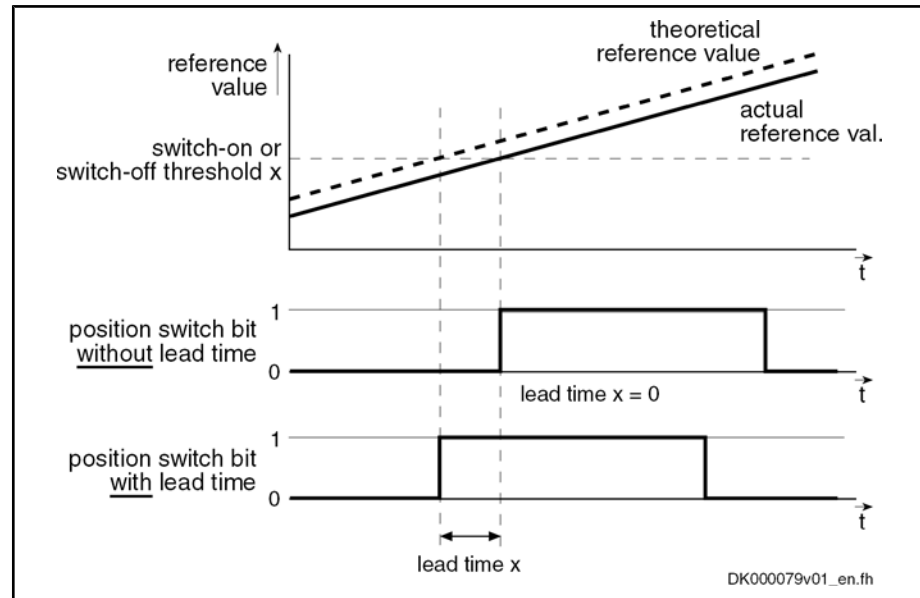 theoretical
reference value
reference
value
actual
reference val.
switch-on or
switch-off threshold x
t
1
position switch bit
without lead time
0
lead time x = 0
t
1
position switch bit
with lead time
0
t
lead time x
DK000079v01_en.fh